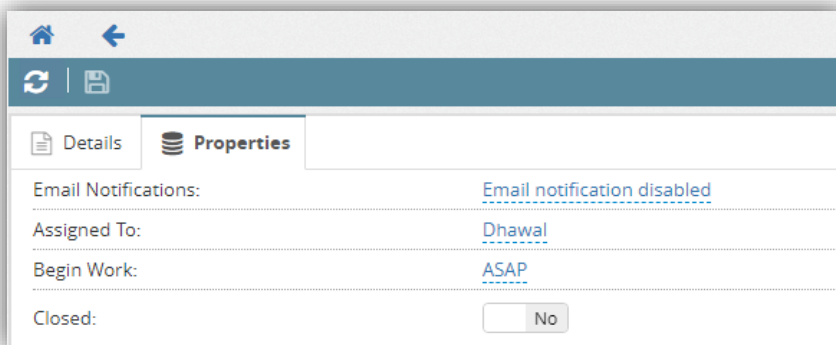 Details Properties
Email Notifications: Email notification disabled
Assigned To: Dhawal
Begin Work: ASAP
Closed: No